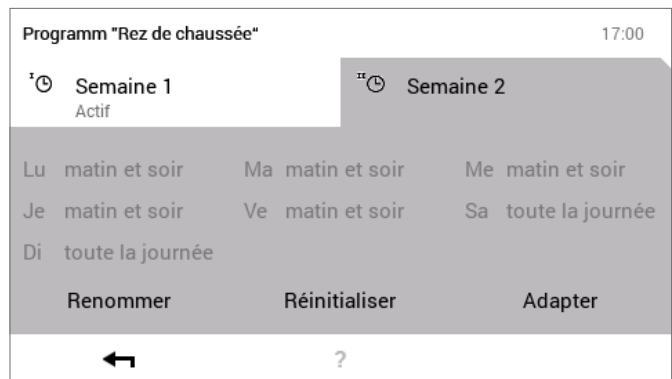 Programm "Rez de chaussée“ 17:00
I Semaine 1 II Semaine 2
Actif
Lu matin et soir Ma matin et soir Me matin et soir
Je matin et soir Ve matin et soir Sa toute la journée
Di toute la journée
Renommer Réinitialiser Adapter
?